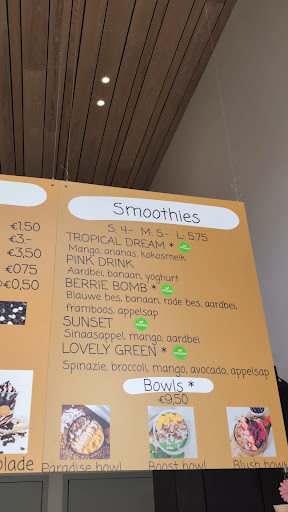 €1.50
€3-
€3,50
€075
€0,50
olade
Smoothies
S: 4.- M: 5.- L: 5.75
TROPICAL DREAM *
Mango, ananas, kokosmelk
PINK DRINK
Aardbei, banaan, yoghurt
BERRIE BOMB *
Blauwe bes, banaan, rode bes, aardbei,
framboos, appelsap
SUNSET
Sinaasappel, mango, aardbei
LOVELY GREEN *
Spinazie, broccoli, mango, avocado, appelsap
Bowls *
€9,50
Paradise bowl Boost bowl Blush bowl